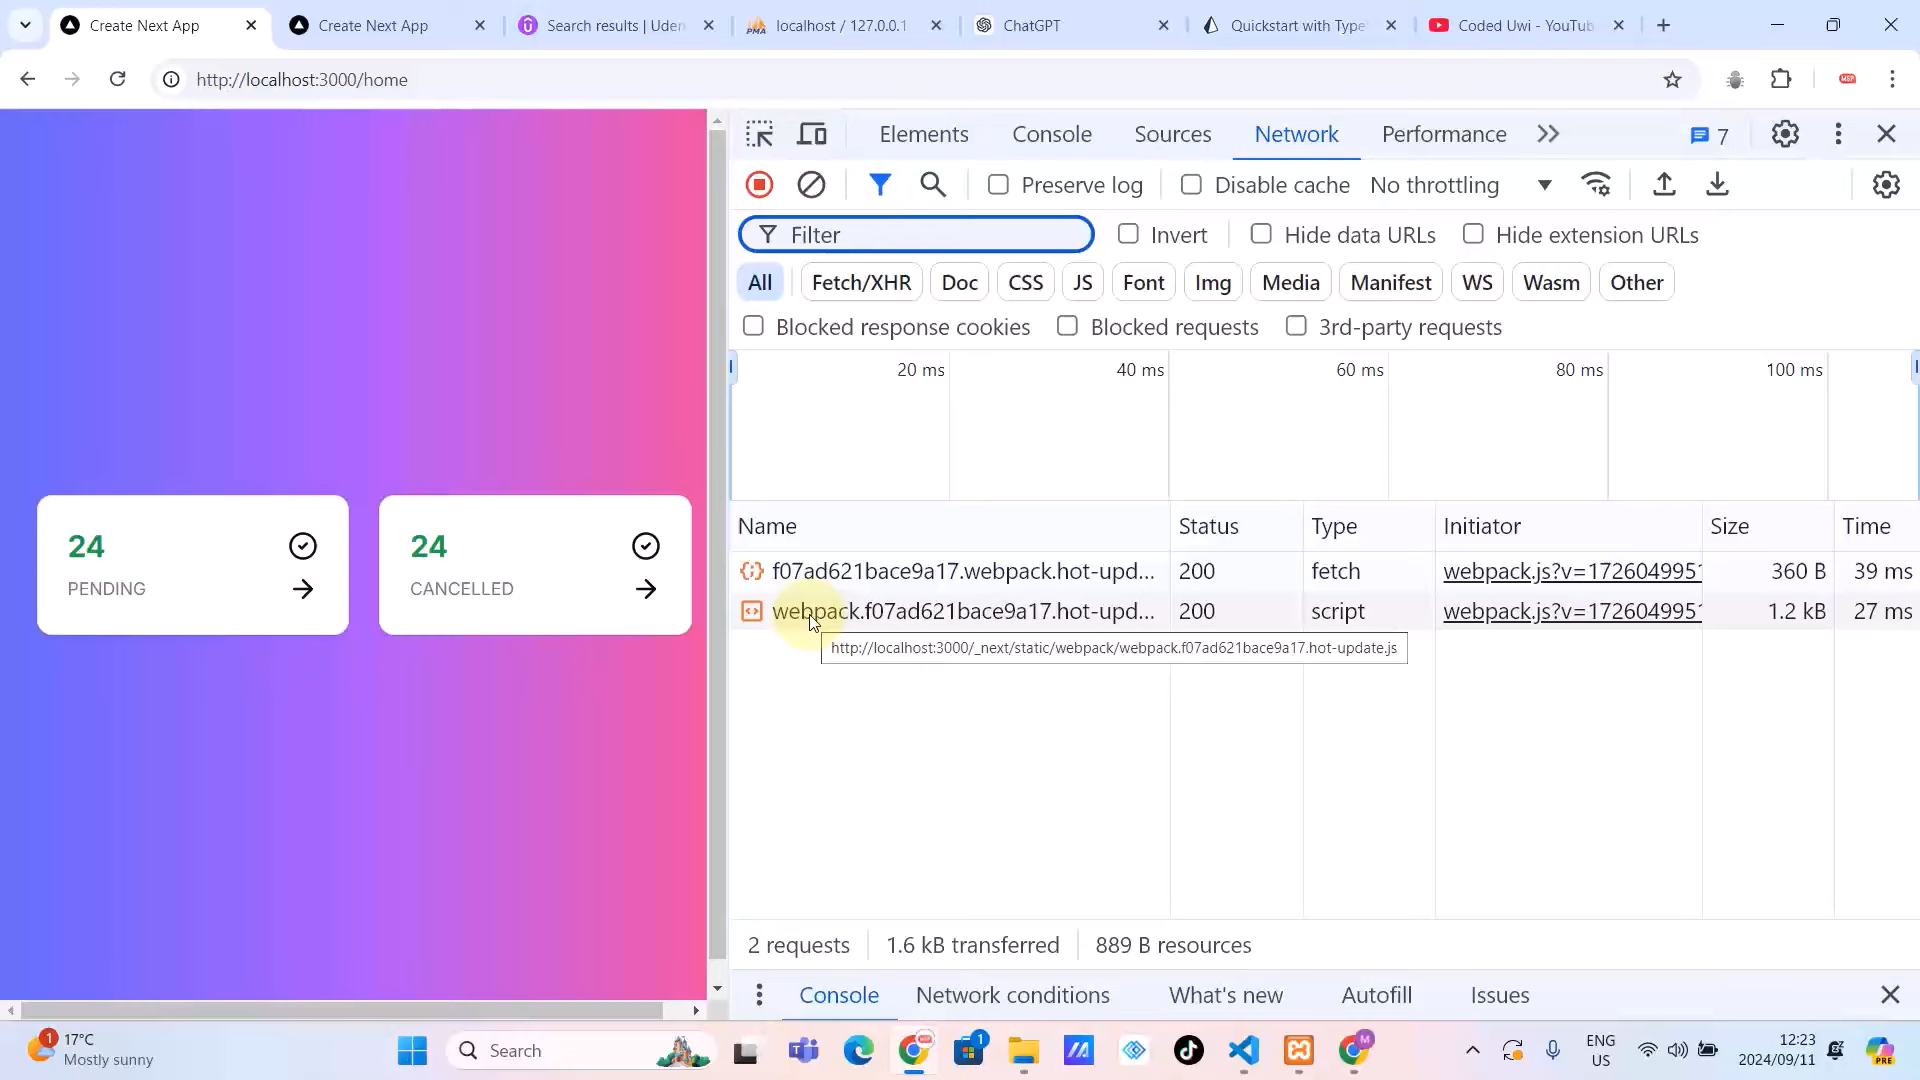 Create Next App
Create Next App
Search results | Uden
localhost / 127.0.0.1
ChatGPT
Quickstart with Type
Coded Uwi - YouTub
http://localhost:3000/home
Elements
Console
Sources
Network
Performance
7
Preserve log
Disable cache
No throttling
Filter
Invert
Hide data URLs
Hide extension URLs
All
Fetch/XHR
Doc
CSS
JS
Font
Img
Media
Manifest
WS
Wasm
Other
Blocked response cookies
Blocked requests
3rd-party requests
20 ms
40 ms
60 ms
80 ms
100 ms
24
PENDING
24
CANCELLED
Name
Status
Type
Initiator
Size
Time
f07ad621bace9a17.webpack.hot-upd...
200
fetch
webpack.js?v=1726049951
360 B
39 ms
webpack.f07ad621bace9a17.hot-upd...
200
script
webpack.js?v=1726049951
1.2 kB
27 ms
http://localhost:3000/_next/static/webpack/webpack.f07ad621bace9a17.hot-update.js
2 requests
1.6 kB transferred
889 B resources
Console
Network conditions
What's new
Autofill
Issues
1
17°C
Mostly sunny
Search
1
M
ENG
US
12:23
2024/09/11
PRE